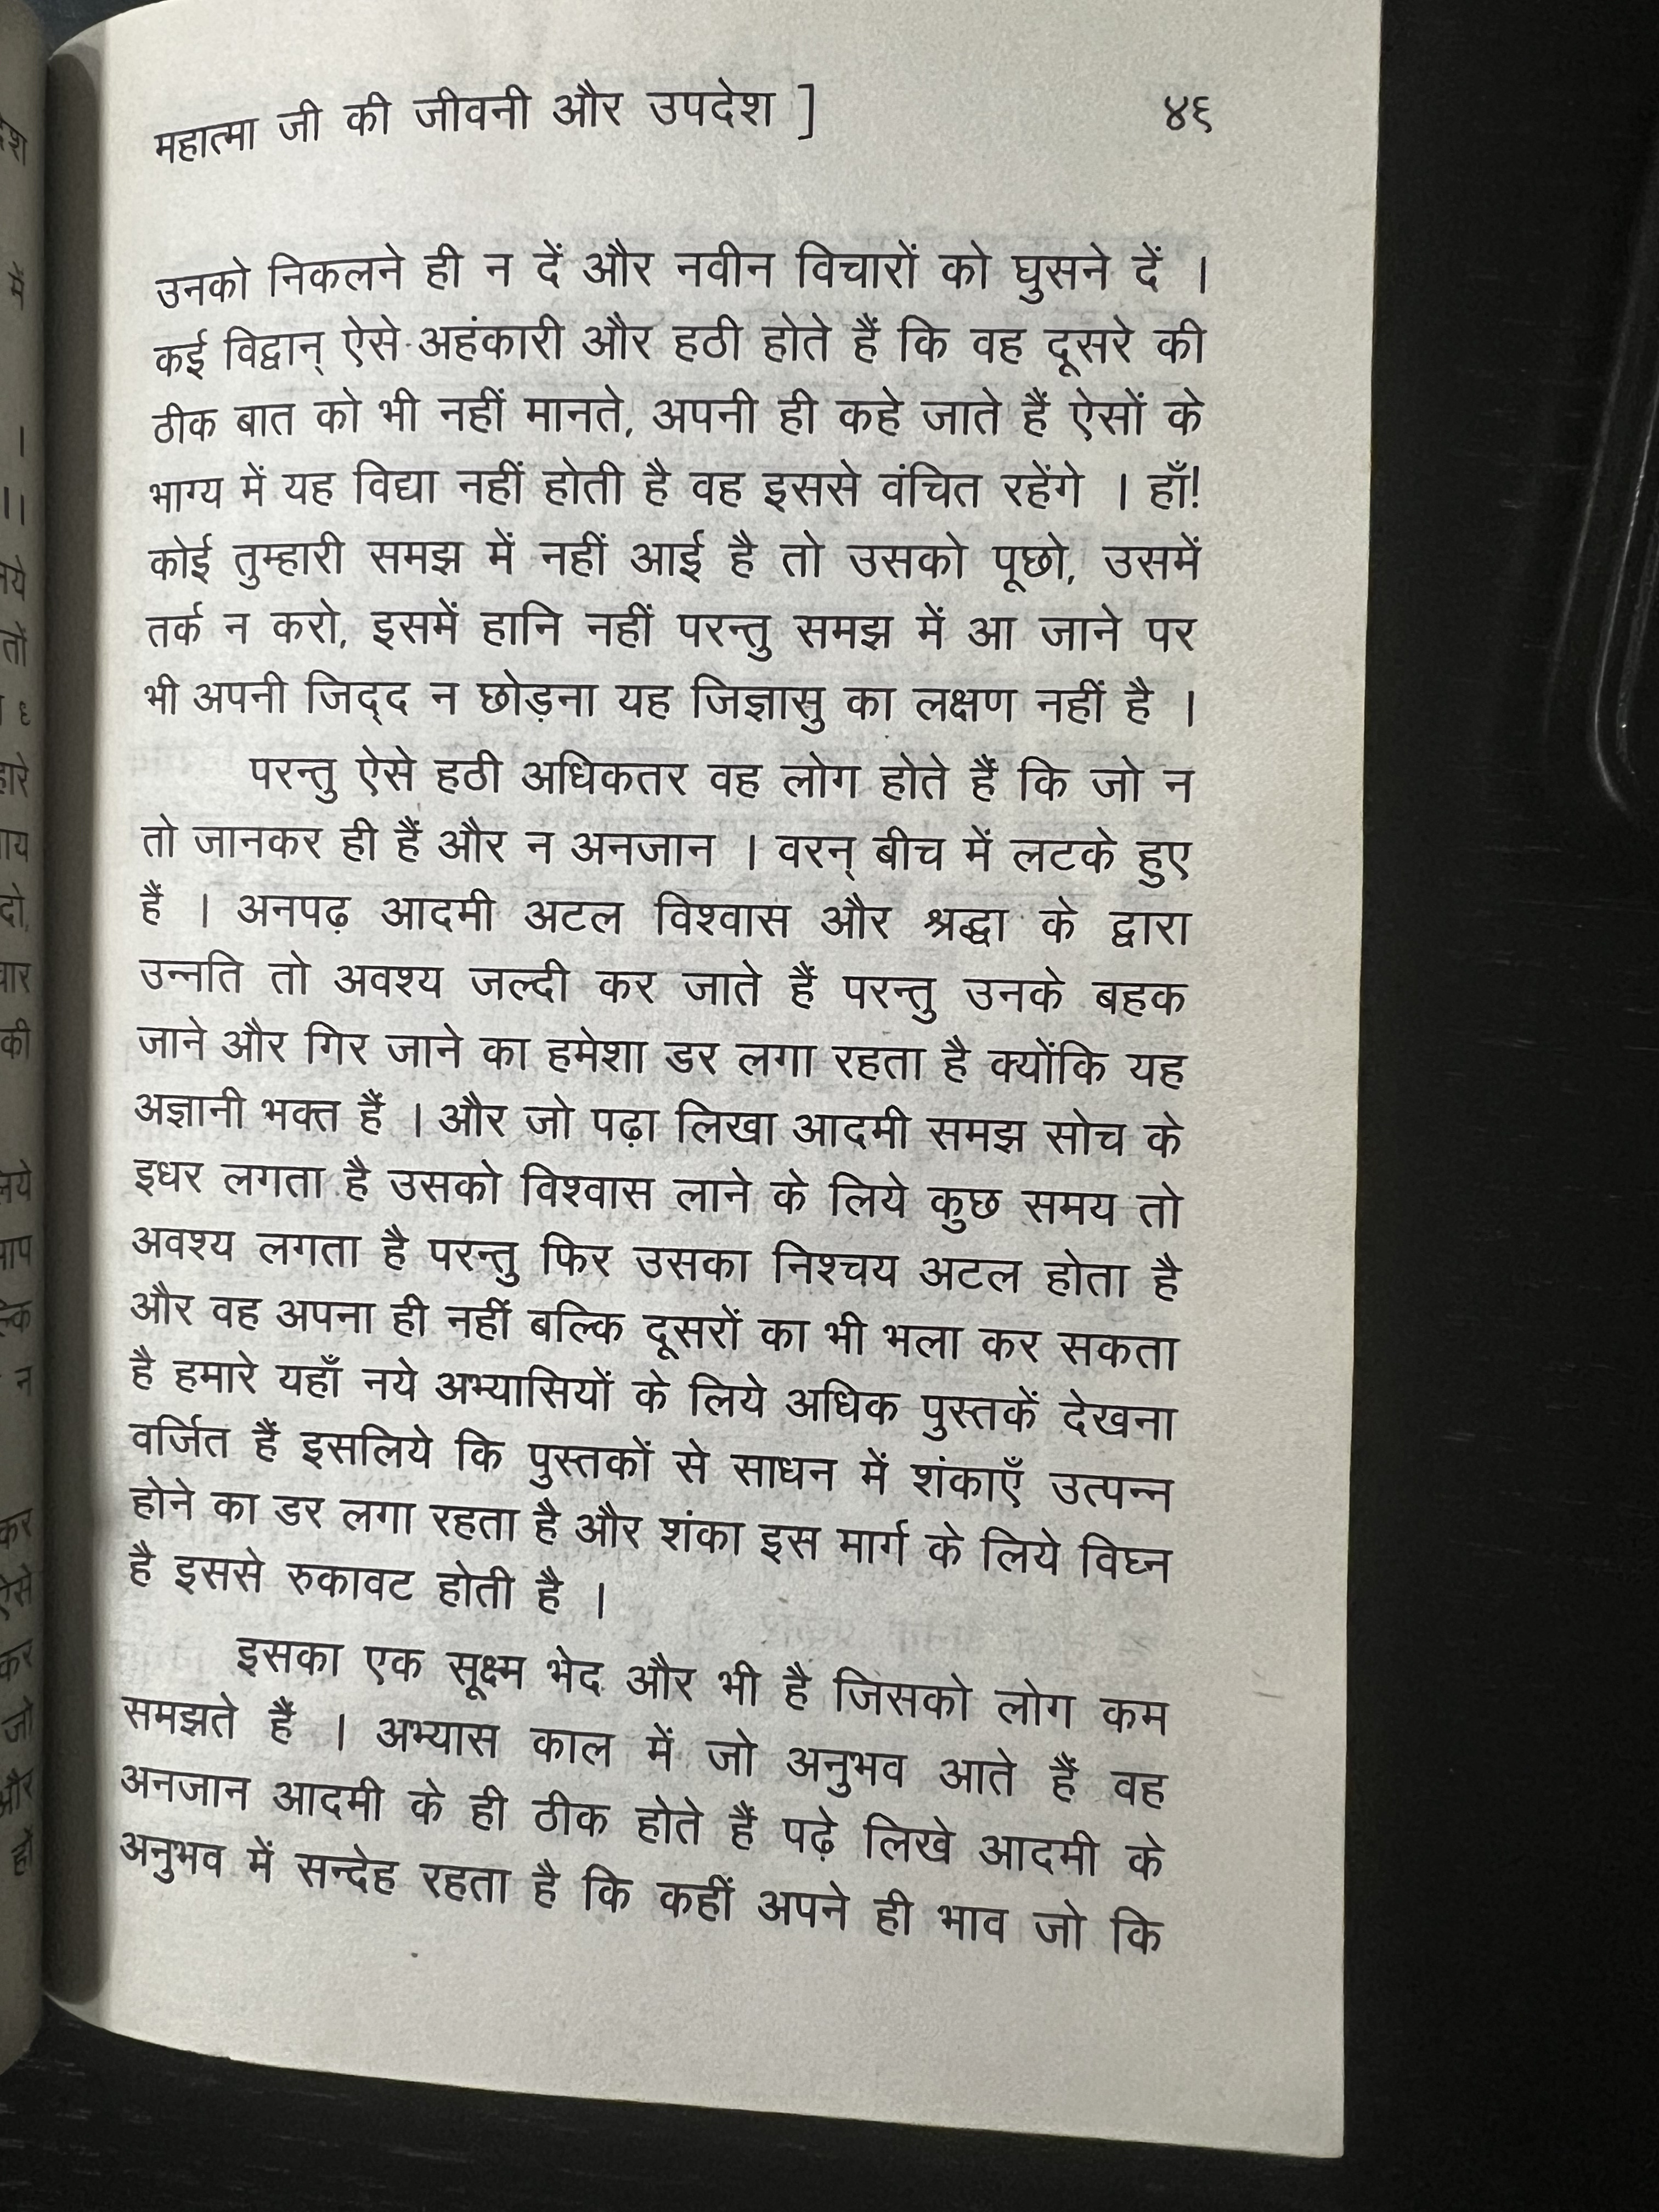 महात्मा जी की जीवनी और उपदेश ] ४६
उनको निकलने ही न दें और नवीन विचारों को घुसने दें ।
कई विद्वान् ऐसे अहंकारी और हठी होते हैं कि वह दूसरे की
ठीक बात को भी नहीं मानते, अपनी ही कहे जाते हैं ऐसों के
भाग्य में यह विद्या नहीं होती है वह इससे वंचित रहेंगे । हाँ!
कोई तुम्हारी समझ में नहीं आई है तो उसको पूछो, उसमें
तर्क न करो, इसमें हानि नहीं परन्तु समझ में आ जाने पर
भी अपनी जिद्द न छोड़ना यह जिज्ञासु का लक्षण नहीं है ।
परन्तु ऐसे हठी अधिकतर वह लोग होते हैं कि जो न
तो जानकर ही हैं और न अनजान । वरन् बीच में लटके हुए
हैं । अनपढ़ आदमी अटल विश्वास और श्रद्धा के द्वारा
उन्नति तो अवश्य जल्दी कर जाते हैं परन्तु उनके बहक
जाने और गिर जाने का हमेशा डर लगा रहता है क्योंकि यह
अज्ञानी भक्त हैं । और जो पढ़ा लिखा आदमी समझ सोच के
इधर लगता है उसको विश्वास लाने के लिये कुछ समय तो
अवश्य लगता है परन्तु फिर उसका निश्चय अटल होता है
और वह अपना ही नहीं बल्कि दूसरों का भी भला कर सकता
है हमारे यहाँ नये अभ्यासियों के लिये अधिक पुस्तकें देखना
वर्जित हैं इसलिये कि पुस्तकों से साधन में शंकाएँ उत्पन्न
होने का डर लगा रहता है और शंका इस मार्ग के लिये विघ्न
है इससे रुकावट होती है ।
इसका एक सूक्ष्म भेद और भी है जिसको लोग कम
समझते हैं । अभ्यास काल में जो अनुभव आते हैं वह
अनजान आदमी के ही ठीक होते हैं पढ़े लिखे आदमी के
अनुभव में सन्देह रहता है कि कहीं अपने ही भाव जो कि